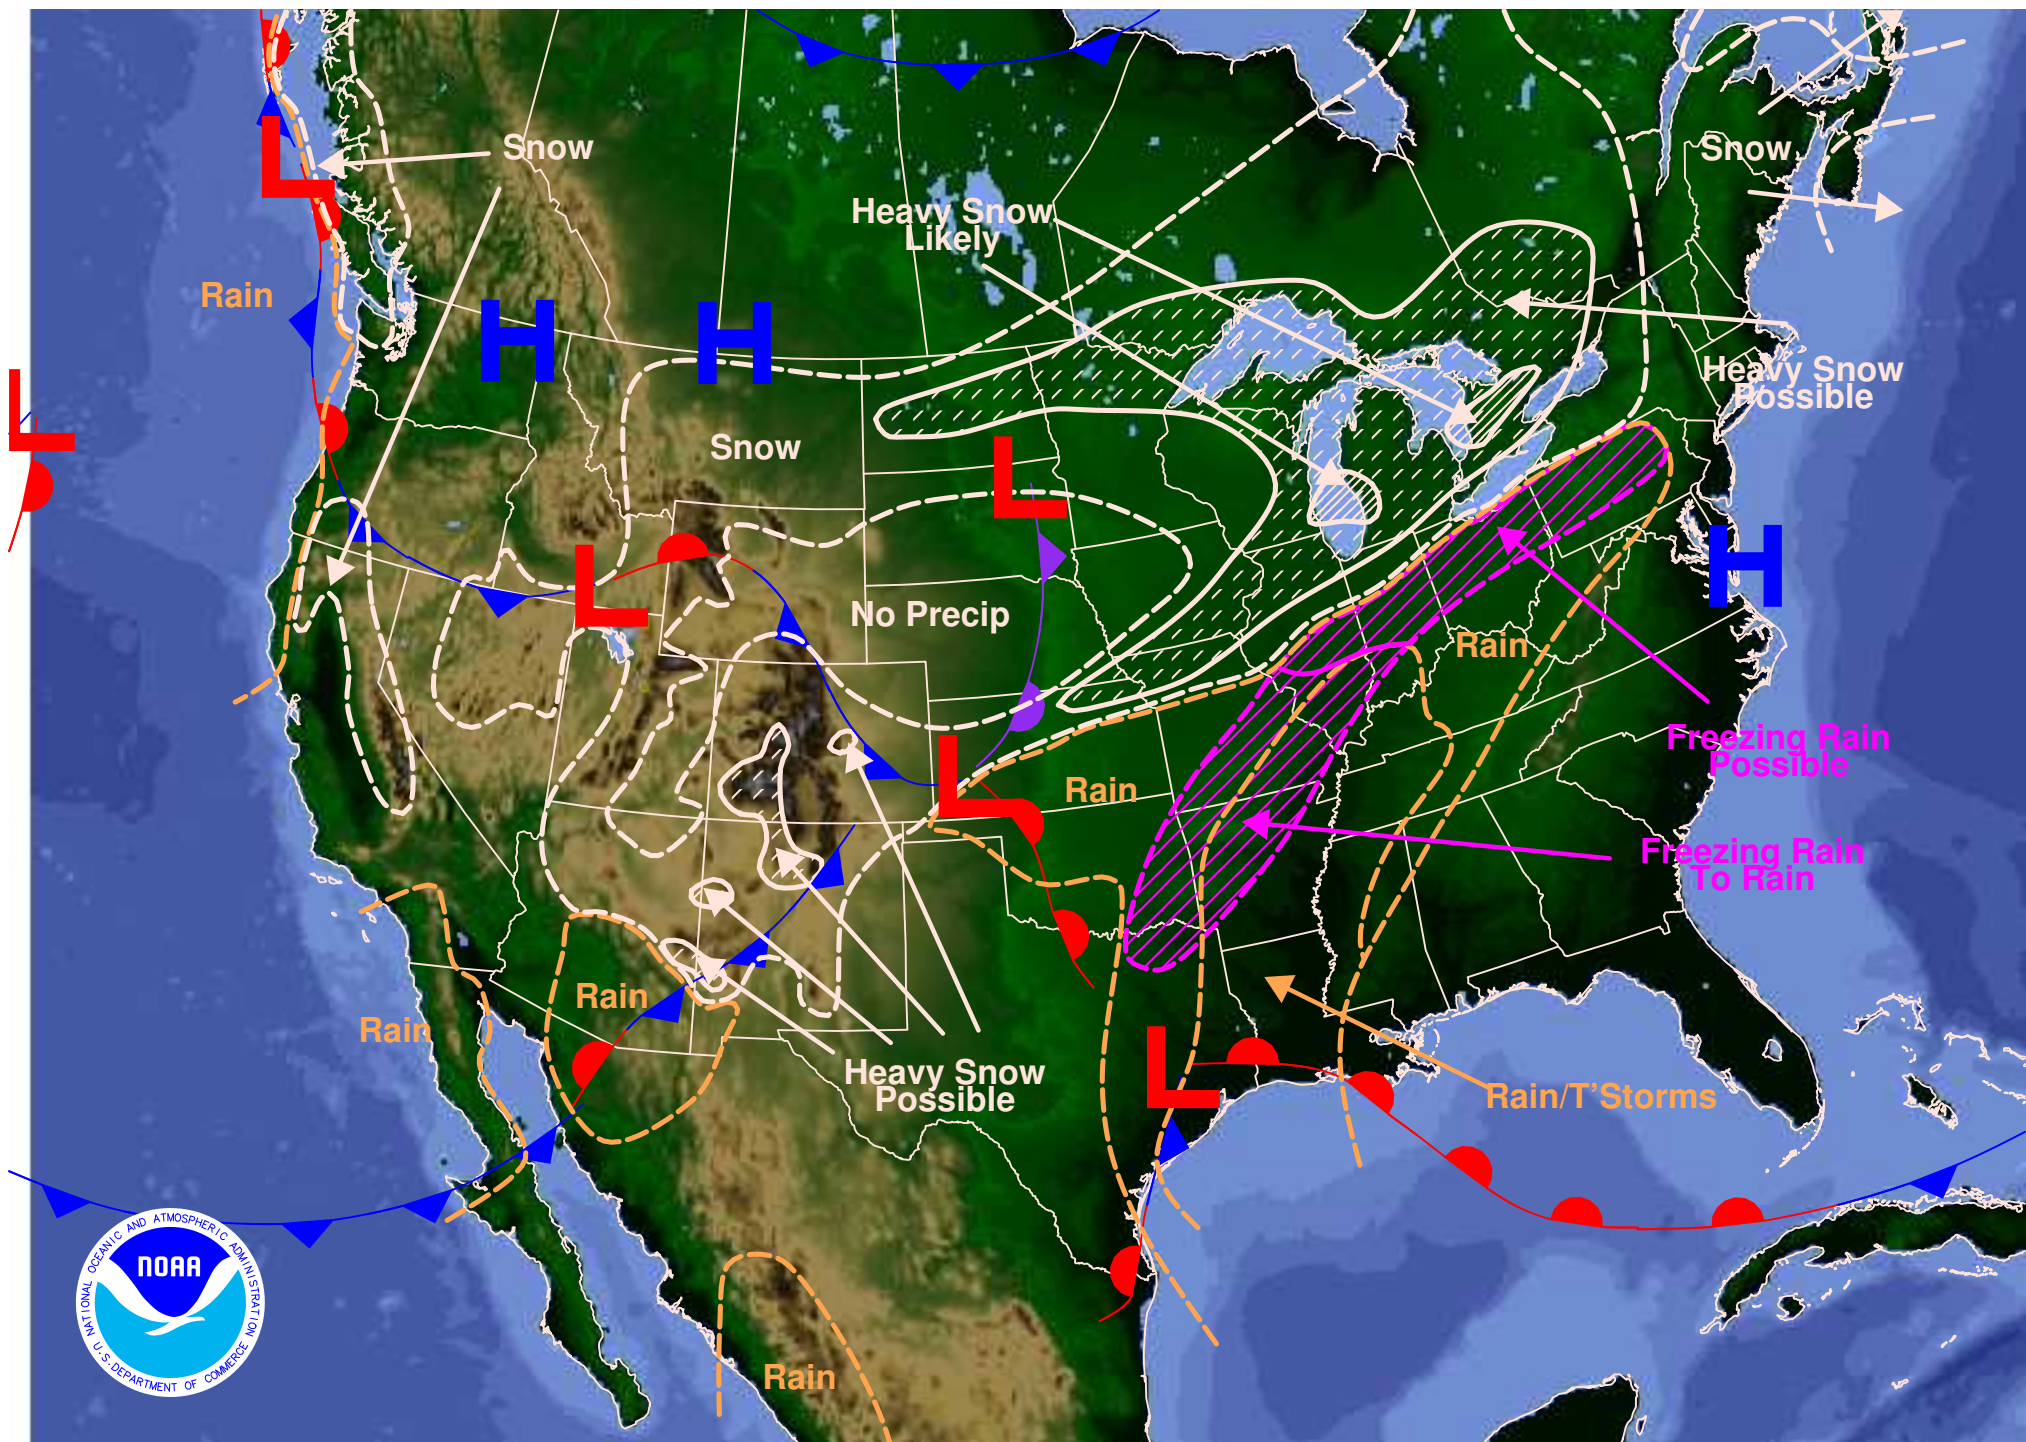 Snow
Snow
Heavy Snow
Likely
Rain
H
H
L
L
Heavy Snow
Possible
Snow
L
H
L
No Precip
Rain
Freezing Rain
Possible
L
Rain
Freezing Rain
To Rain
Rain
Rain
Heavy Snow
Possible
L
Rain/T'Storms
NATIONAL OCEANIC AND ATMOSPHERIC ADMINISTRATION
NOAA
U.S. DEPARTMENT OF COMMERCE
Rain